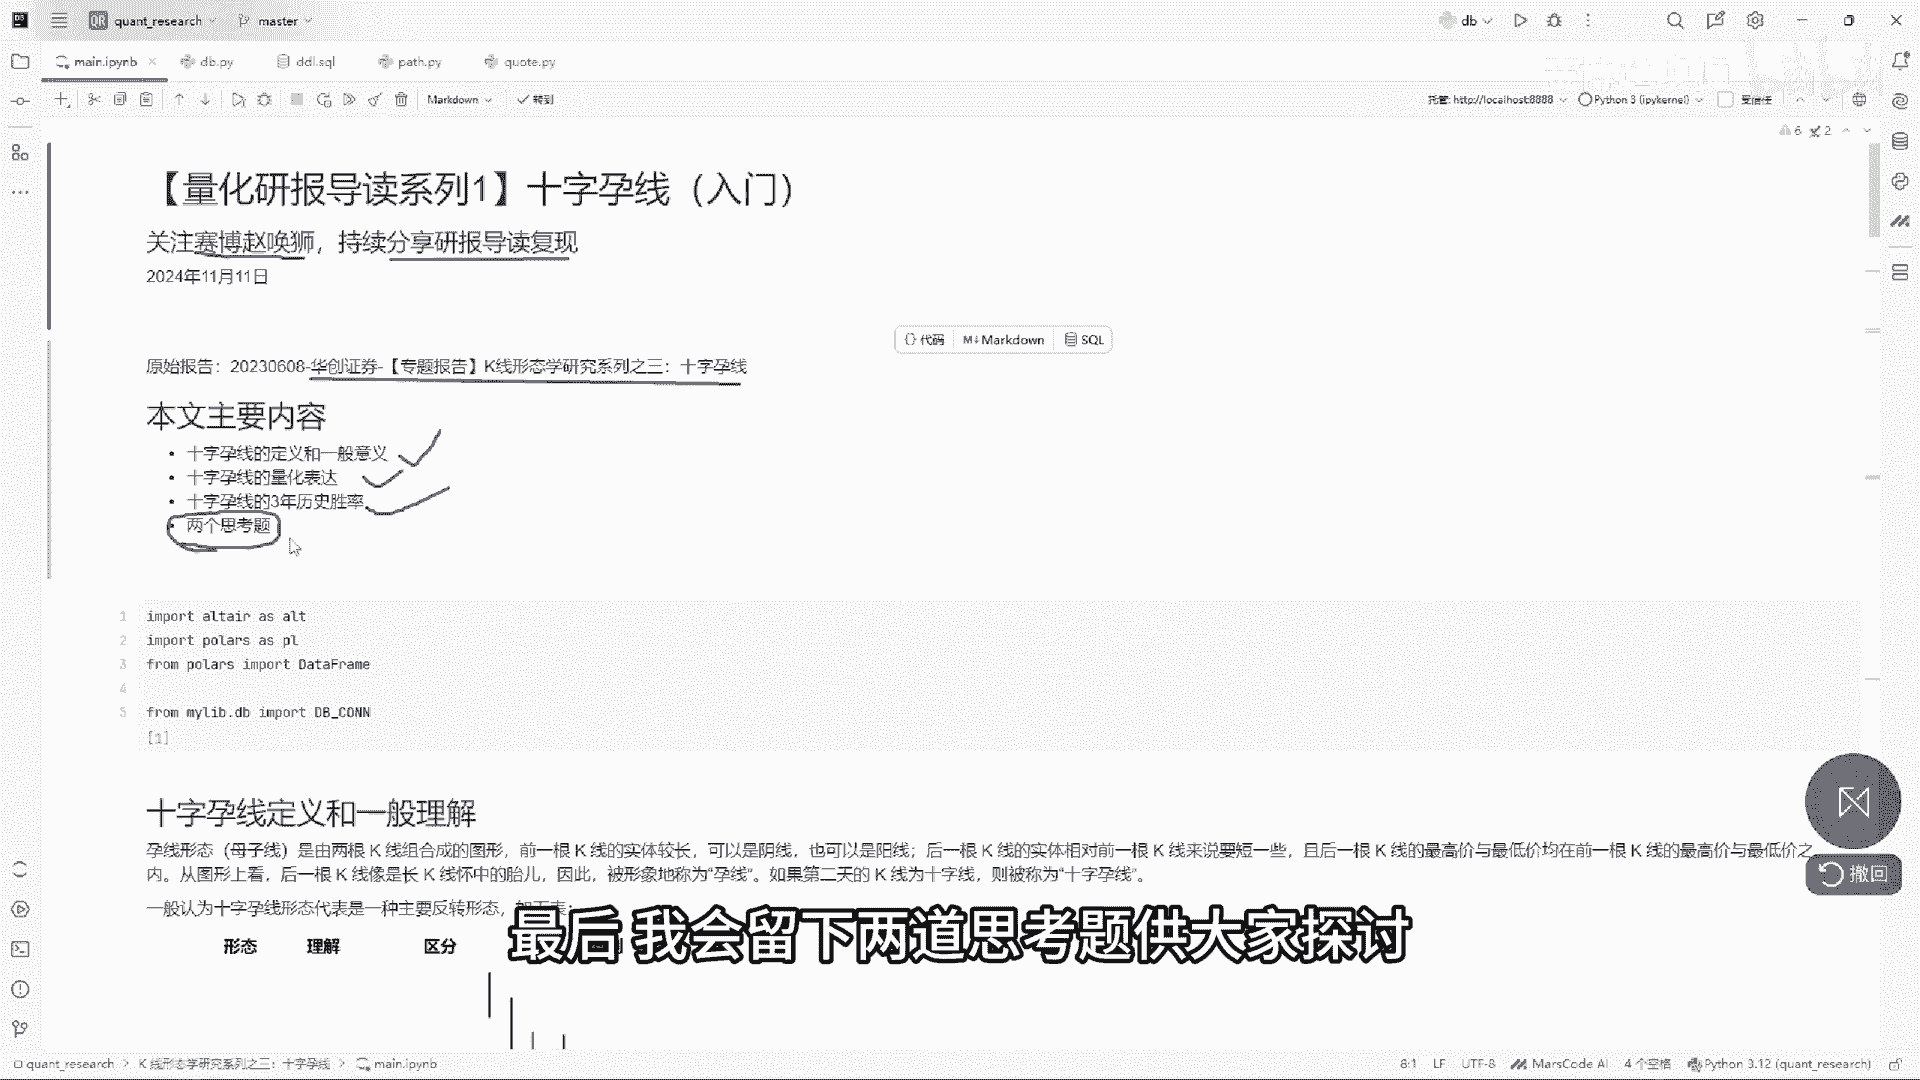 QR quant_research master db
main.ipynb db.py ddl.sql path.py quote.py
Markdown 转到 托管: http://localhost:8888 Python 3 (ipykernel) 受信任
6 2
【量化研报导读系列1】十字孕线（入门）
关注赛博赵唤狮，持续分享研报导读复现
2024年11月11日
代码 M↓Markdown SQL
原始报告：20230608-华创证券-【专题报告】K线形态学研究系列之三：十字孕线
本文主要内容
• 十字孕线的定义和一般意义
• 十字孕线的量化表达
• 十字孕线的3年历史胜率
• 两个思考题
1 import altair as alt
2 import polars as pl
3 from polars import DataFrame
4
5 from mylib.db import DB_CONN
[1]
十字孕线定义和一般理解
孕线形态（母子线）是由两根 K 线组合成的图形，前一根 K 线的实体较长，可以是阴线，也可以是阳线；后一根 K 线的实体相对前一根 K 线来说要短一些，且后一根 K 线的最高价与最低价均在前一根 K 线的最高价与最低价之
内。从图形上看，后一根 K 线像是长 K 线怀中的胎儿，因此，被形象地称为“孕线”。如果第二天的 K 线为十字线，则被称为“十字孕线”。
撤回
一般认为十字孕线形态代表是一种主要反转形态，如下表：
形态 理解 区分
最后 我会留下两道思考题供大家探讨
quant_research > K 线形态学研究系列之三：十字孕线 > main.ipynb 8:1 LF UTF-8 MarsCode AI 4 个空格 Python 3.12 (quant_research)